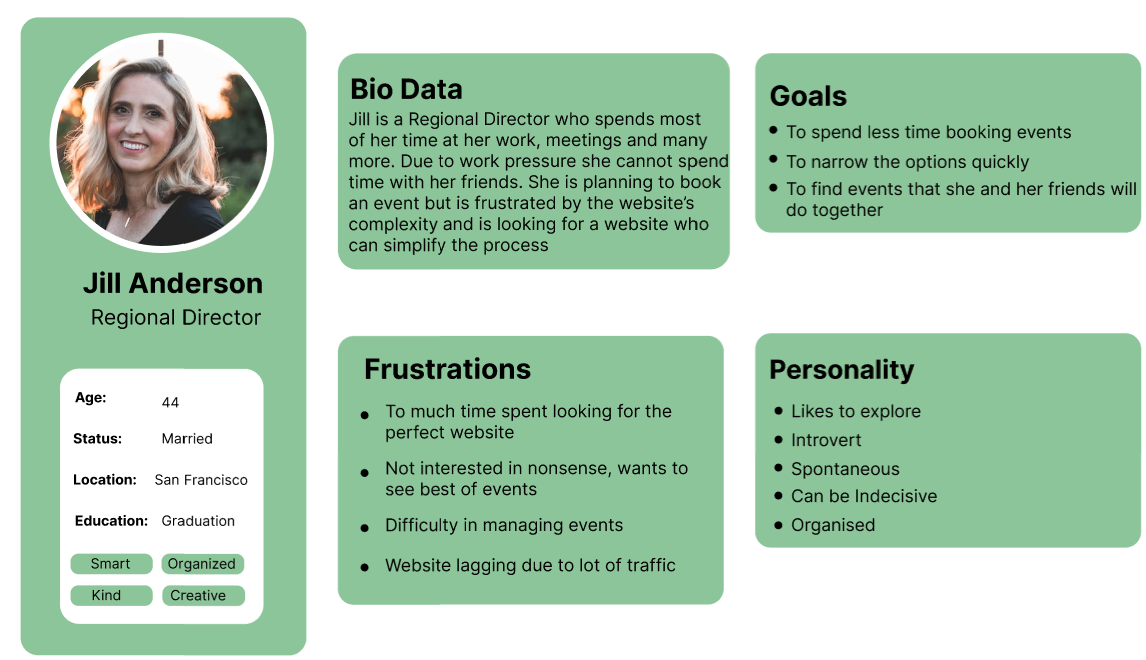 Jill Anderson
Regional Director
Age: 44
Status: Married
Location: San Francisco
Education: Graduation
Smart Organized
Kind Creative
Bio Data
Jill is a Regional Director who spends most
of her time at her work, meetings and many
more. Due to work pressure she cannot spend
time with her friends. She is planning to book
an event but is frustrated by the website’s
complexity and is looking for a website who
can simplify the process
Goals
• To spend less time booking events
• To narrow the options quickly
• To find events that she and her friends will
do together
Frustrations
• To much time spent looking for the
perfect website
• Not interested in nonsense, wants to
see best of events
• Difficulty in managing events
• Website lagging due to lot of traffic
Personality
• Likes to explore
• Introvert
• Spontaneous
• Can be Indecisive
• Organised